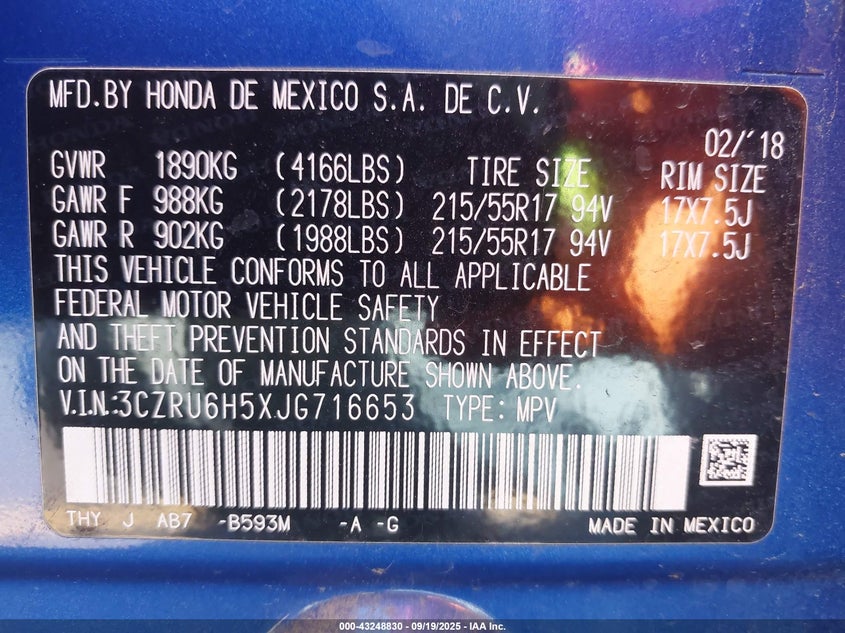 MFD.BY HONDA DE MEXICO S.A. DE C.V.
02/'18
GVWR 1890KG (4166LBS) TIRE SIZE RIM SIZE
GAWR F 988KG (2178LBS) 215/55R17 94V 17X7.5J
GAWR R 902KG (1988LBS) 215/55R17 94V 17X7.5J
THIS VEHICLE CONFORMS TO ALL APPLICABLE
FEDERAL MOTOR VEHICLE SAFETY
AND THEFT PREVENTION STANDARDS IN EFFECT
ON THE DATE OF MANUFACTURE SHOWN ABOVE.
V.I.N:3CZRU6H5XJG716653 TYPE: MPV
THY J AB7 -B593M -A -G MADE IN MEXICO
000-43248830 - 09/19/2025 - IAA Inc.